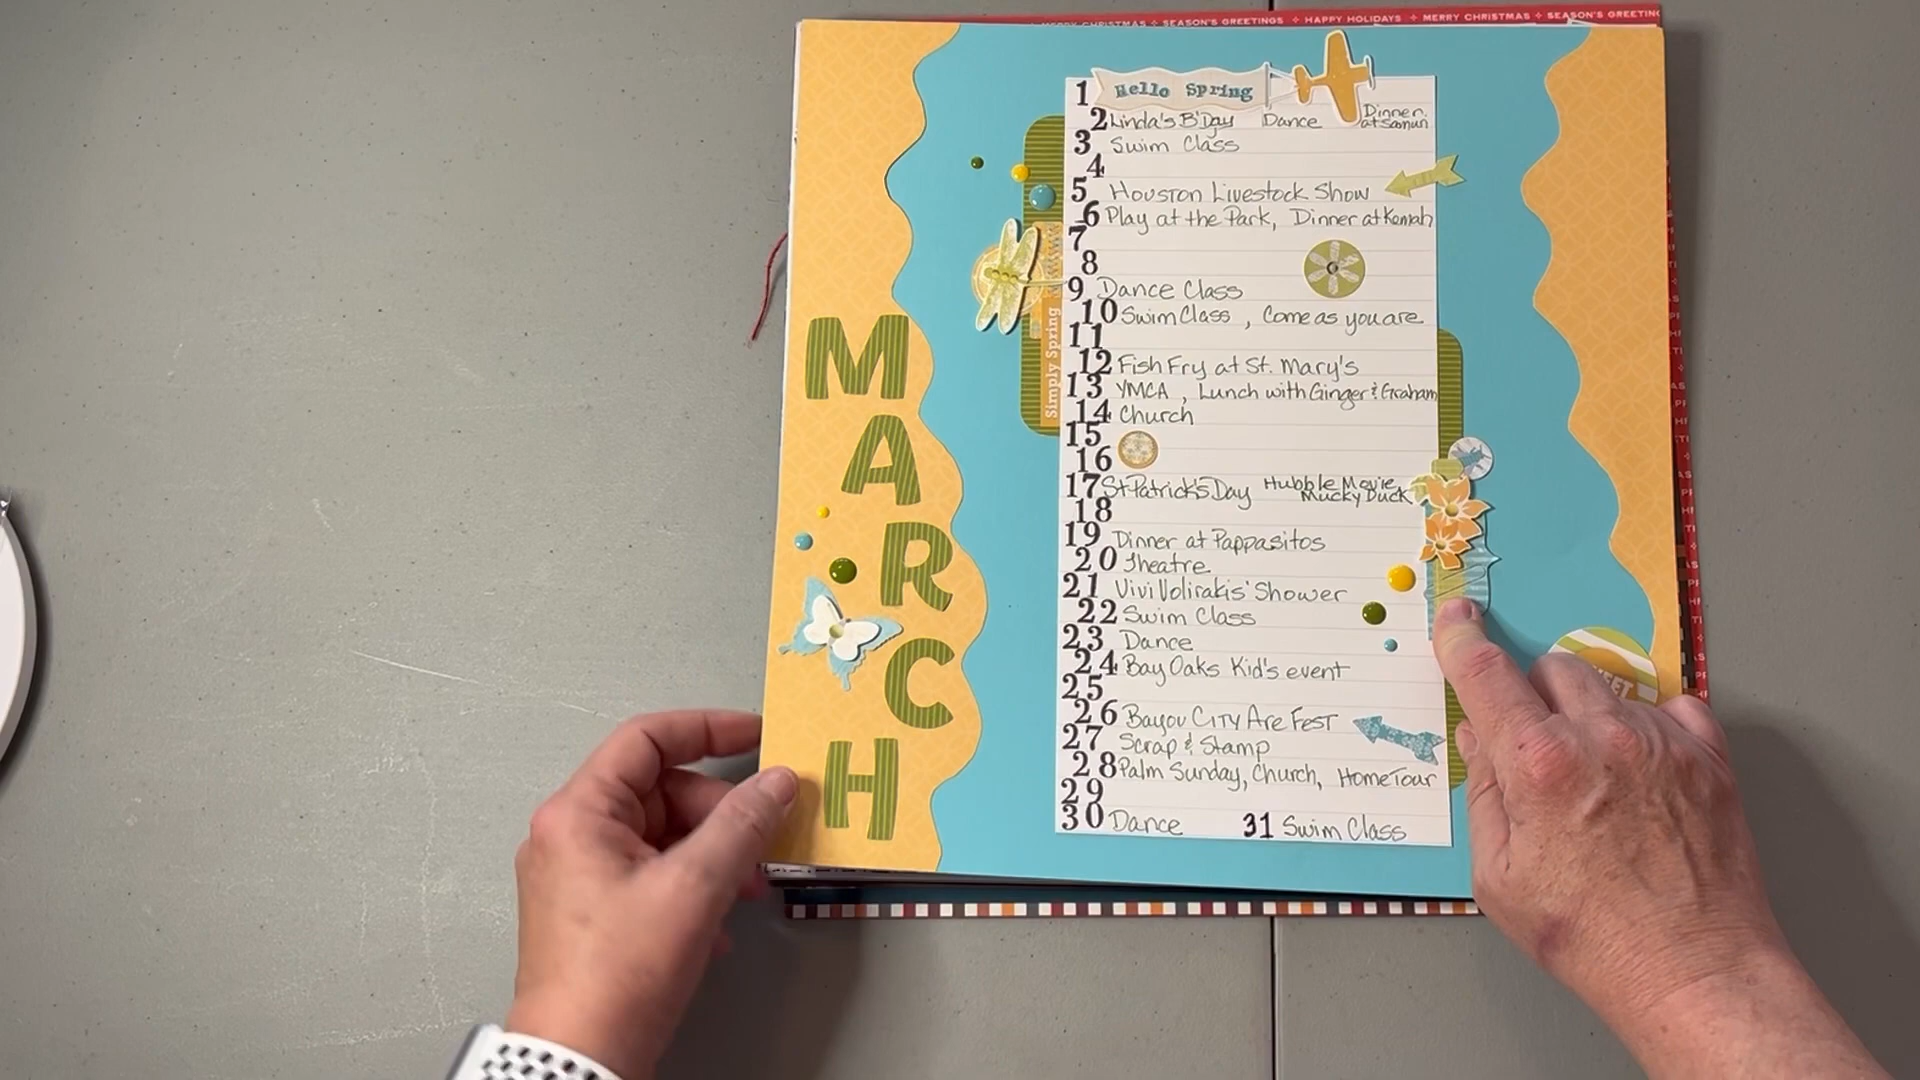 MERRY CHRISTMAS ÷ SEASON'S GREETINGS ÷ HAPPY HOLIDAYS ÷ MERRY CHRISTMAS ÷ SEASON'S GREETIN
MARCH
Simply Spring
1 Hello Spring
2 Linda's B'Day Dance Dinner at
3 Swim Class
4
5 Houston Livestock Show
6 Play at the Park, Dinner at Kemah
7
8
9 Dance Class
10 Swim Class, Come as you are
11
12 Fish Fry at St. Mary's
13 YMCA, Lunch with Ginger & Graham
14 Church
15
16
17 St Patrick's Day Hubble Movie, Mucky Duck
18
19 Dinner at Pappasitos
20 Theatre
21 Vivi Volirakis' Shower
22 Swim Class
23 Dance
24 Bay Oaks Kid's event
25
26 Bayou City Are Fest
27 Scrap & Stamp
28 Palm Sunday, Church, Home Tour
29
30 Dance 31 Swim Class